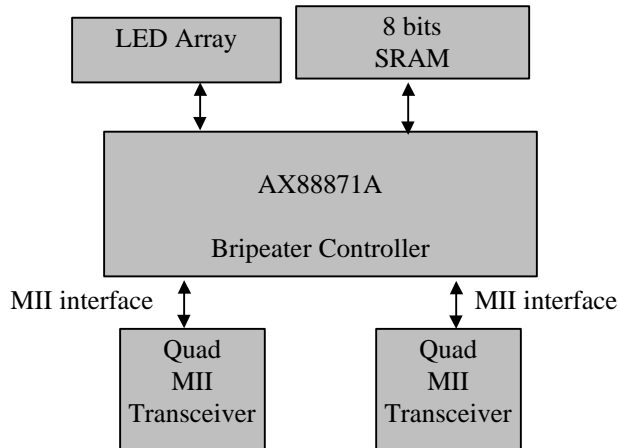 LED Array
8 bits
SRAM
AX88871A
Bripeater Controller
MII interface
MII interface
Quad
MII
Transceiver
Quad
MII
Transceiver